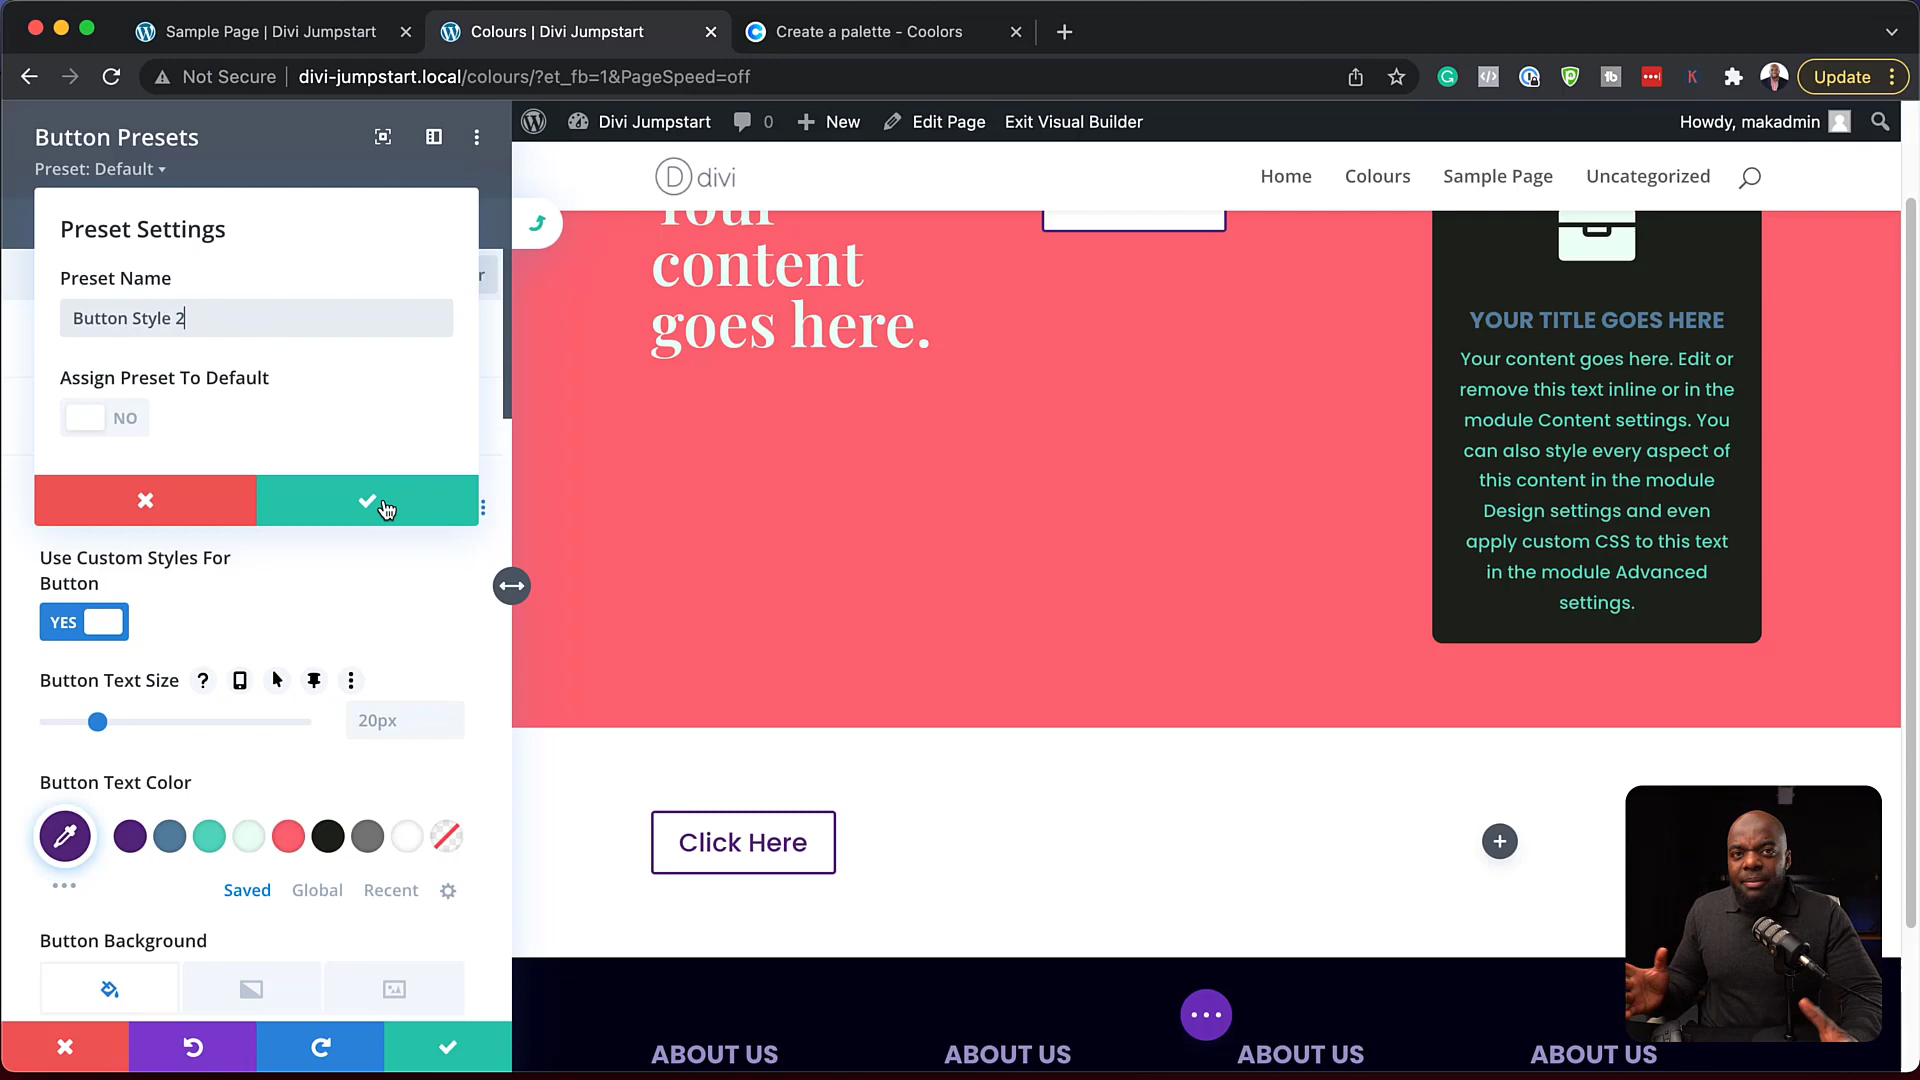 Sample Page | Divi Jumpstart
Colours | Divi Jumpstart
Create a palette - Coolors
Not Secure
divi-jumpstart.local/colours/?et_fb=1&PageSpeed=off
Update
Button Presets
Preset: Default
Divi Jumpstart
0
New
Edit Page
Exit Visual Builder
Howdy, makadmin
divi
Home
Colours
Sample Page
Uncategorized
Preset Settings
Preset Name
Button Style 2
Assign Preset To Default
NO
Your
content
goes here.
YOUR TITLE GOES HERE
Your content goes here. Edit or
remove this text inline or in the
module Content settings. You
can also style every aspect of
this content in the module
Design settings and even
apply custom CSS to this text
in the module Advanced
settings.
Use Custom Styles For
Button
YES
Button Text Size
20px
Button Text Color
Saved
Global
Recent
Button Background
Click Here
ABOUT US
ABOUT US
ABOUT US
ABOUT US